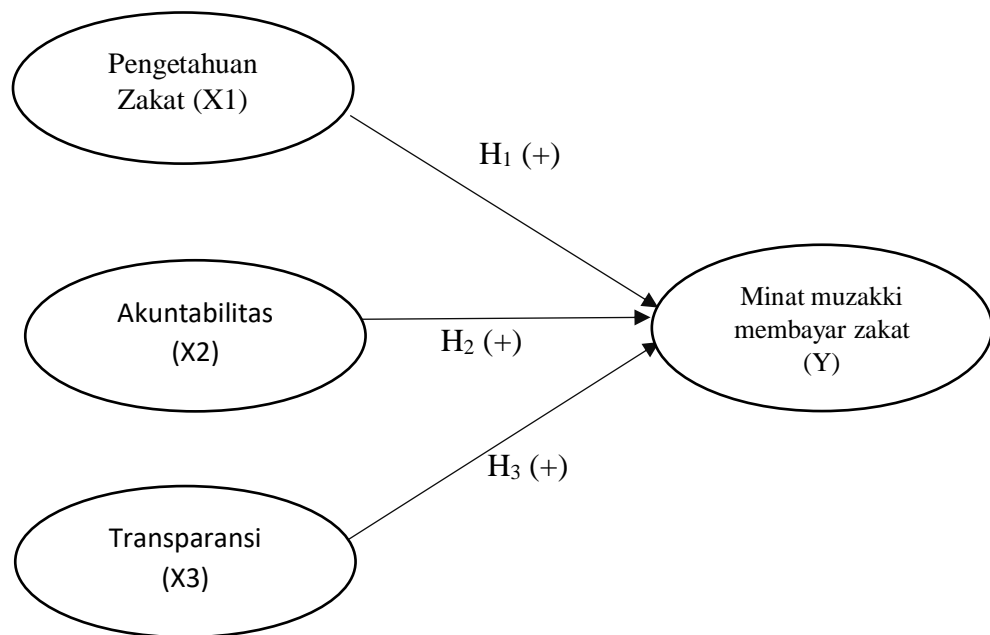 Pengetahuan
Zakat (X1)
H₁ (+)
Akuntabilitas
(X2)
H₂ (+)
Minat muzakki
membayar zakat
(Y)
H₃ (+)
Transparansi
(X3)